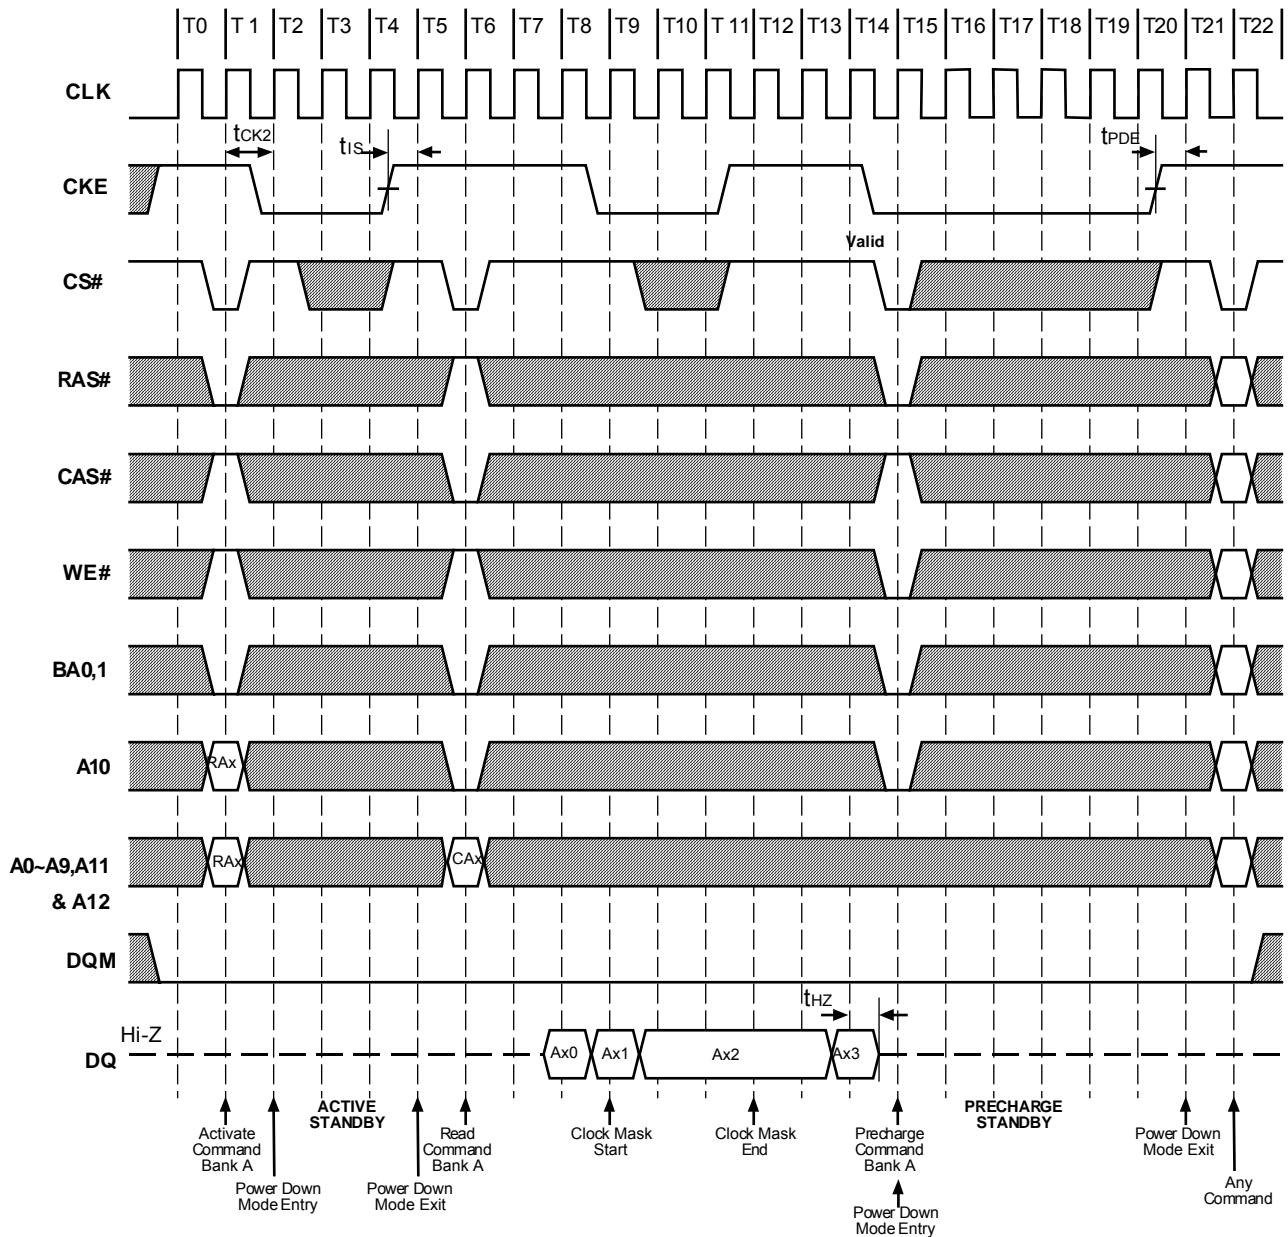 T0 T 1 T2 T3 T4 T5 T6 T7 T8 T9 T10 T 11 T12 T13 T14 T15 T16 T17 T18 T19 T20 T21 T22
CLK
tCK2
tIS
tPDE
CKE
Valid
CS#
RAS#
CAS#
WE#
BA0,1
A10
RAx
A0~A9,A11
& A12
RAx
CAx
DQM
tHZ
Hi-Z
DQ
Ax0
Ax1
Ax2
Ax3
ACTIVE
STANDBY
PRECHARGE
STANDBY
Activate
Command
Bank A
Read
Command
Bank A
Clock Mask
Start
Clock Mask
End
Precharge
Command
Bank A
Power Down
Mode Exit
Power Down
Mode Entry
Power Down
Mode Exit
Power Down
Mode Entry
Any
Command